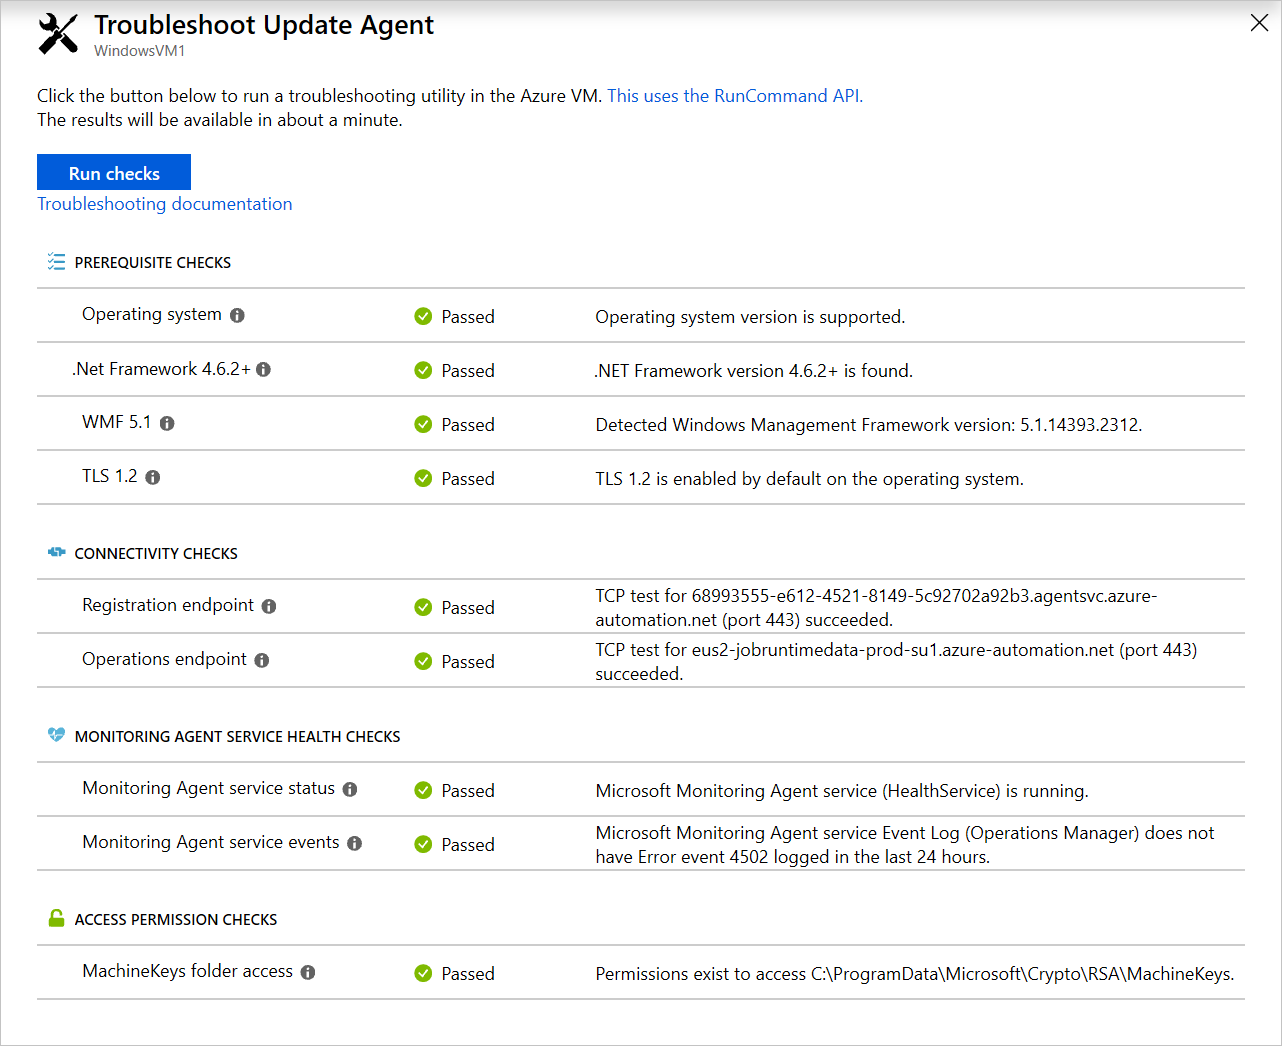 Troubleshoot Update Agent
WindowsVM1
Click the button below to run a troubleshooting utility in the Azure VM. This uses the RunCommand API.
The results will be available in about a minute.
Run checks
Troubleshooting documentation
PREREQUISITE CHECKS
Operating system Passed Operating system version is supported.
.Net Framework 4.6.2+ Passed .NET Framework version 4.6.2+ is found.
WMF 5.1 Passed Detected Windows Management Framework version: 5.1.14393.2312.
TLS 1.2 Passed TLS 1.2 is enabled by default on the operating system.
CONNECTIVITY CHECKS
Registration endpoint Passed TCP test for 68993555-e612-4521-8149-5c92702a92b3.agentsvc.azure-
automation.net (port 443) succeeded.
Operations endpoint Passed TCP test for eus2-jobruntimedata-prod-su1.azure-automation.net (port 443)
succeeded.
MONITORING AGENT SERVICE HEALTH CHECKS
Monitoring Agent service status Passed Microsoft Monitoring Agent service (HealthService) is running.
Monitoring Agent service events Passed Microsoft Monitoring Agent service Event Log (Operations Manager) does not
have Error event 4502 logged in the last 24 hours.
ACCESS PERMISSION CHECKS
MachineKeys folder access Passed Permissions exist to access C:\ProgramData\Microsoft\Crypto\RSA\MachineKeys.